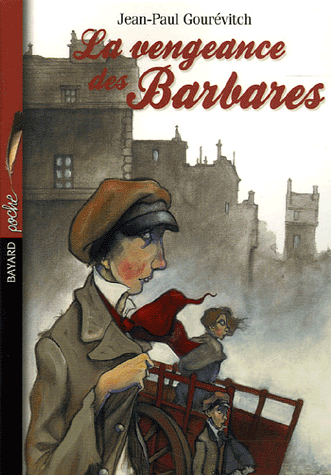 Jean-Paul Gourévitch
La vengeance
des Barbares
BAYARD poche